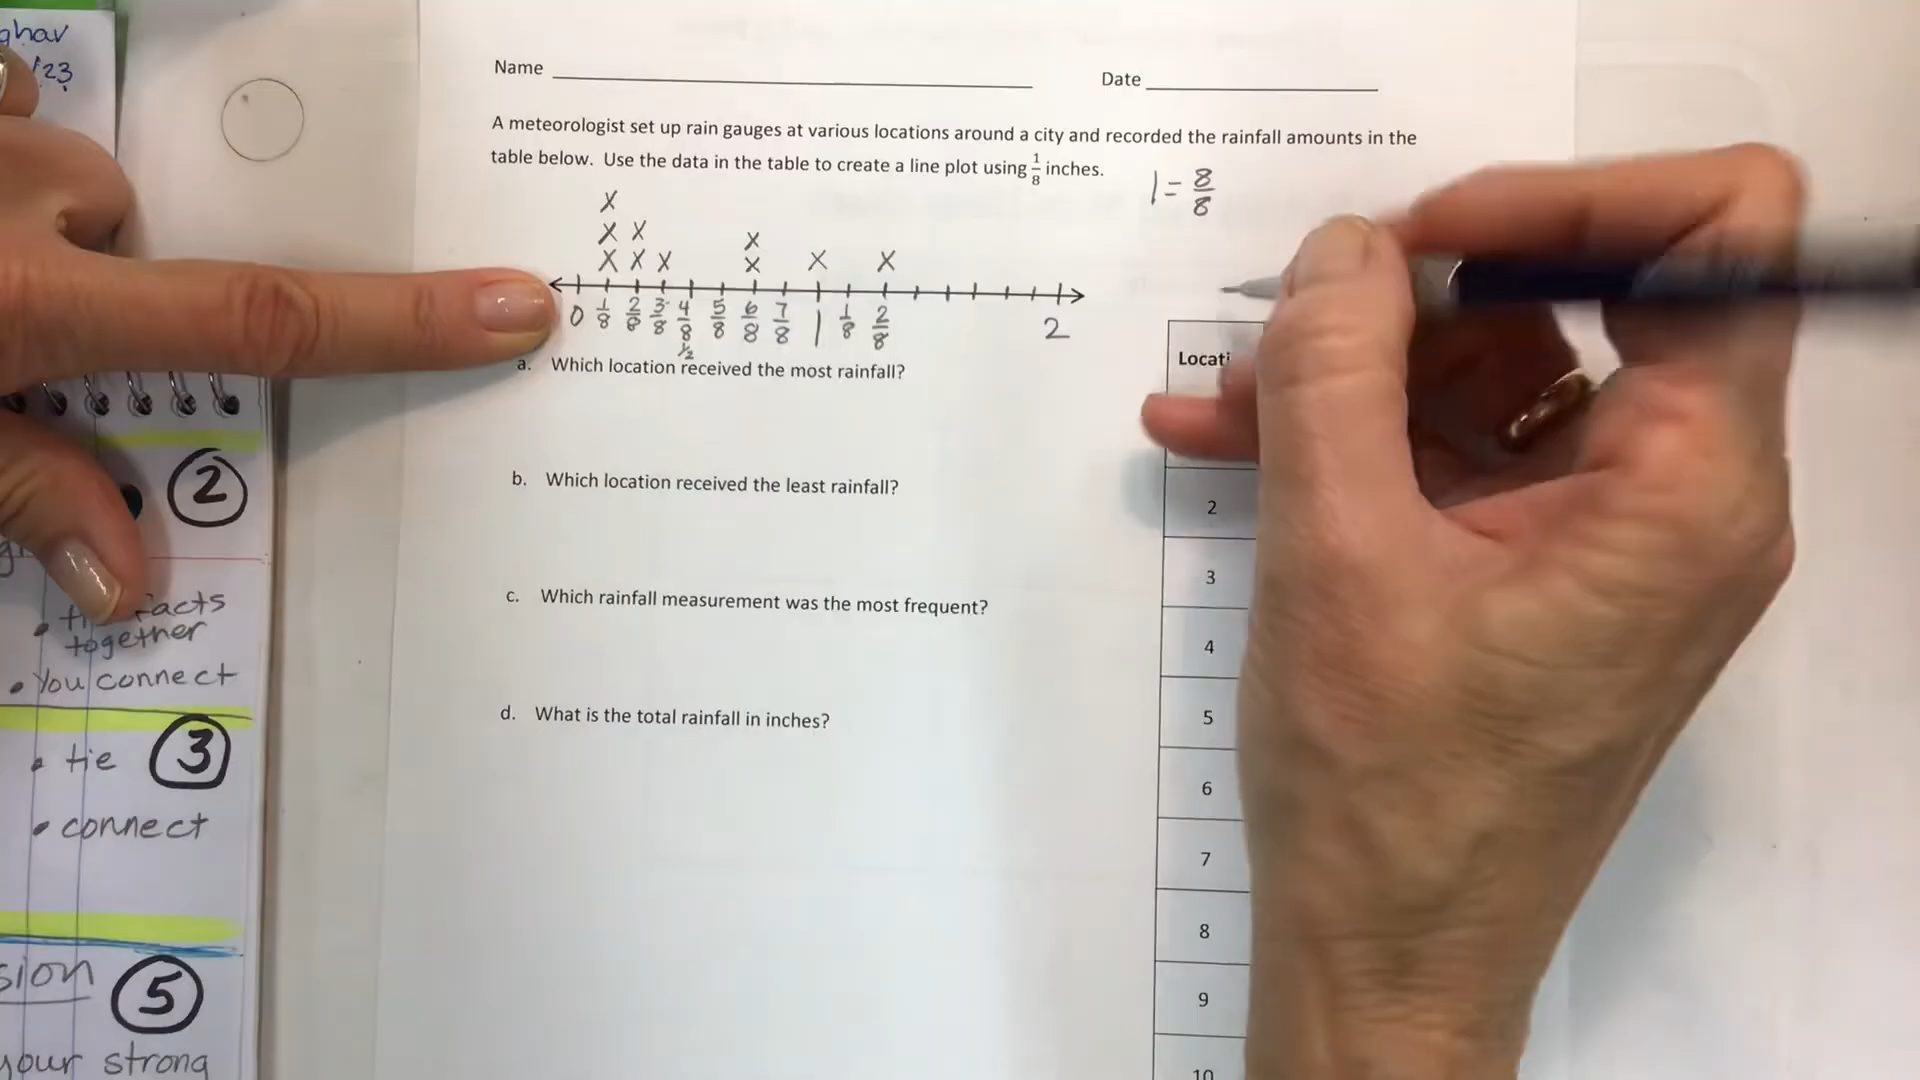 ghav
/23
Name
Date
A meteorologist set up rain gauges at various locations around a city and recorded the rainfall amounts in the
table below. Use the data in the table to create a line plot using 1/8 inches.
1 = 8/8
X
X X X
X X X X X X
0 1/8 2/8 3/8 4/8 5/8 6/8 7/8 1 1/8 2/8 2
1/2
a. Which location received the most rainfall?
b. Which location received the least rainfall?
c. Which rainfall measurement was the most frequent?
d. What is the total rainfall in inches?
2
3
4
5
6
7
8
9
10
2
facts
together
• You connect
• tie 3
• connect
sion 5
your strong